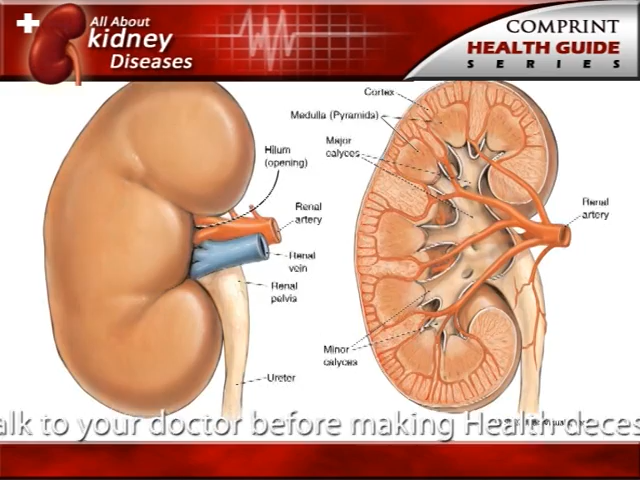 All About
kidney
Diseases
COMPRINT
HEALTH GUIDE
SERIES
Hilum
(opening)
Renal
artery
Renal
vein
Renal
pelvis
Ureter
Cortex
Medulla (Pyramids)
Major
calyces
Renal
artery
Minor
calyces
alk to your doctor before making Health deces